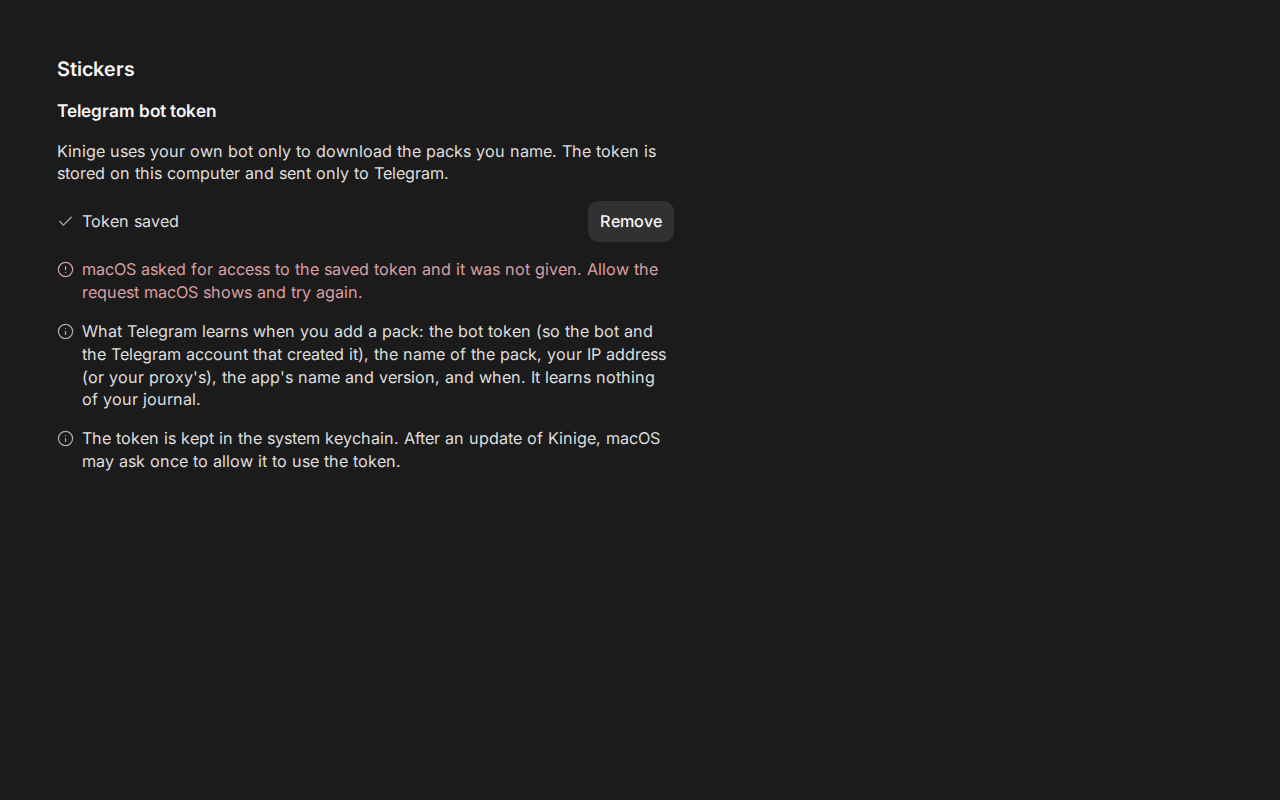 Stickers
Telegram bot token
Kinige uses your own bot only to download the packs you name. The token is
stored on this computer and sent only to Telegram.
Token saved
Remove
macOS asked for access to the saved token and it was not given. Allow the
request macOS shows and try again.
What Telegram learns when you add a pack: the bot token (so the bot and
the Telegram account that created it), the name of the pack, your IP address
(or your proxy's), the app's name and version, and when. It learns nothing
of your journal.
The token is kept in the system keychain. After an update of Kinige, macOS
may ask once to allow it to use the token.